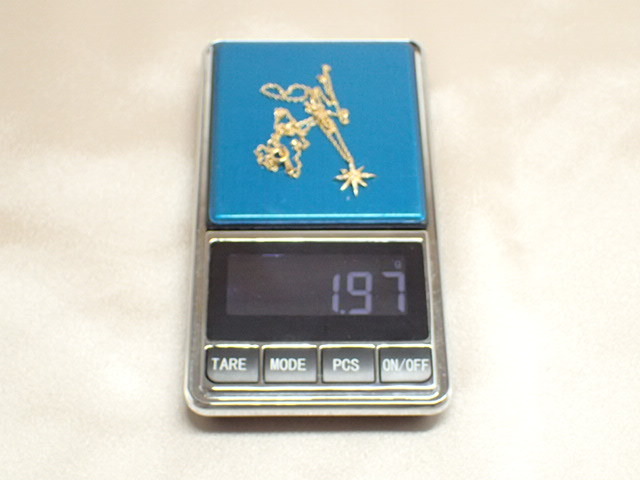 g
1.97
TARE MODE PCS ON/OFF